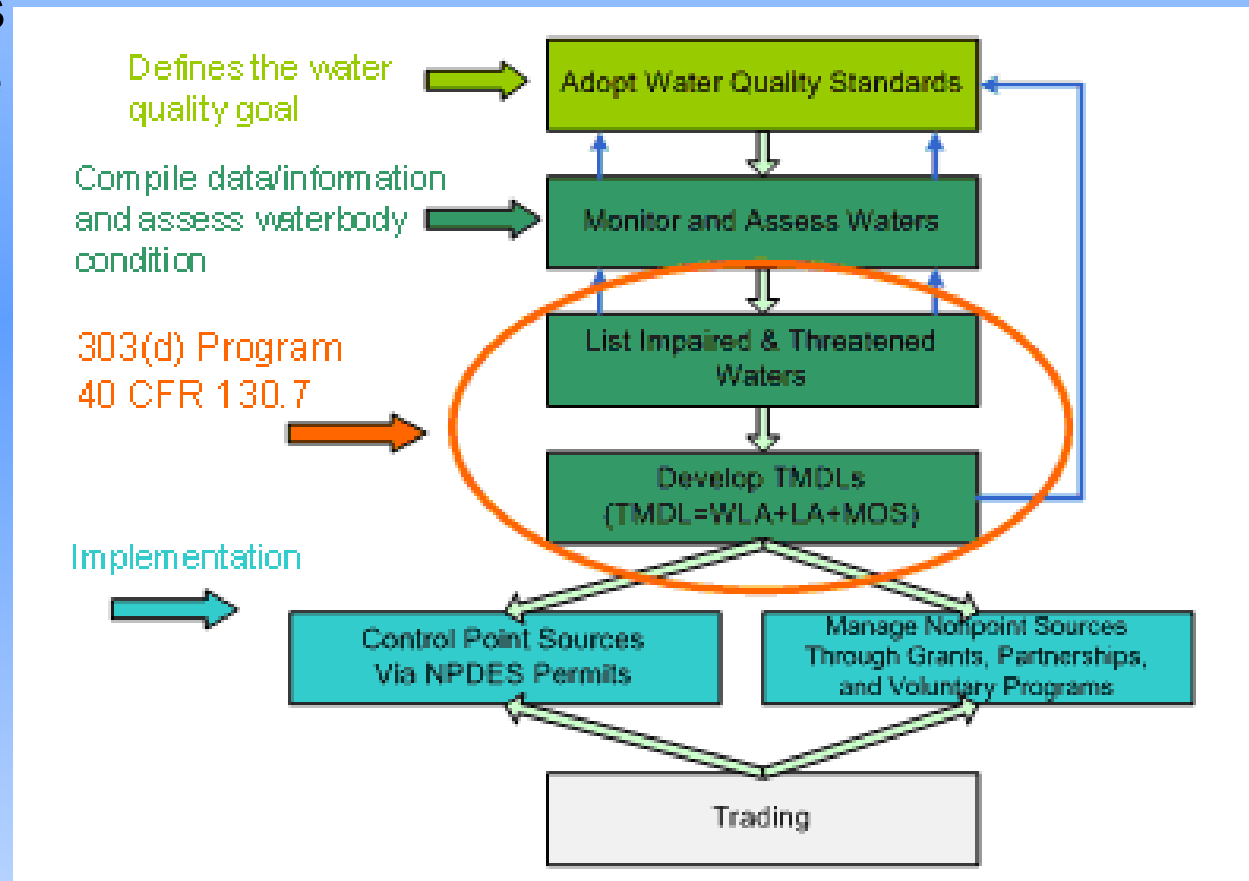 Defines the water
quality goal
Adopt Water Quality Standards
Compile data/information
and assess waterbody
condition
Monitor and Assess Waters
303(d) Program
40 CFR 130.7
List Impaired & Threatened
Waters
Develop TMDLs
(TMDL=WLA+LA+MOS)
Implementation
Control Point Sources
Via NPDES Permits
Manage Nonpoint Sources
Through Grants, Partnerships,
and Voluntary Programs
Trading